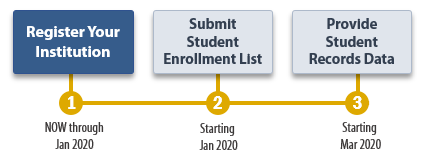 Register Your
Institution
Submit
Student
Enrollment List
Provide
Student
Records Data
1
2
3
NOW through
Jan 2020
Starting
Jan 2020
Starting
Mar 2020